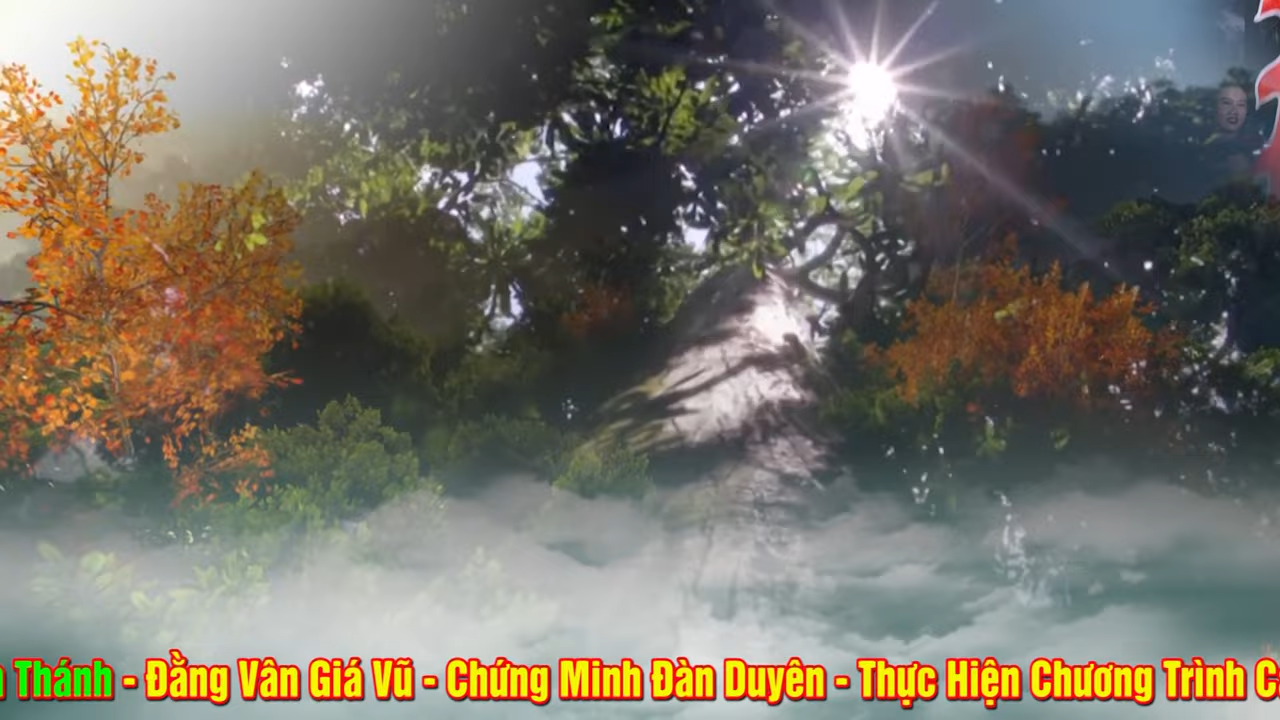 Thánh - Đằng Vân Giá Vũ - Chứng Minh Đàn Duyên - Thực Hiện Chương Trình